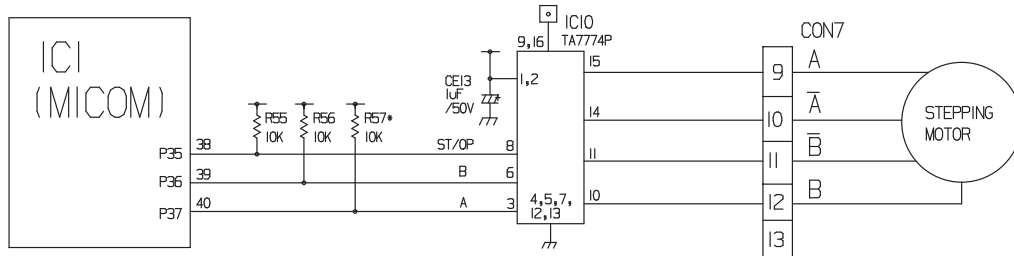 IC1
(MICOM)
P35
P36
P37
38
39
40
R55
10K
R56
10K
R57*
10K
ST/OP
B
A
CE13
1uF
/50V
9,16
IC10
TA7774P
1,2
8
6
3
4,5,7,
12,13
15
14
11
10
CON7
9
10
11
12
13
A
A̅
B̅
B
STEPPING
MOTOR